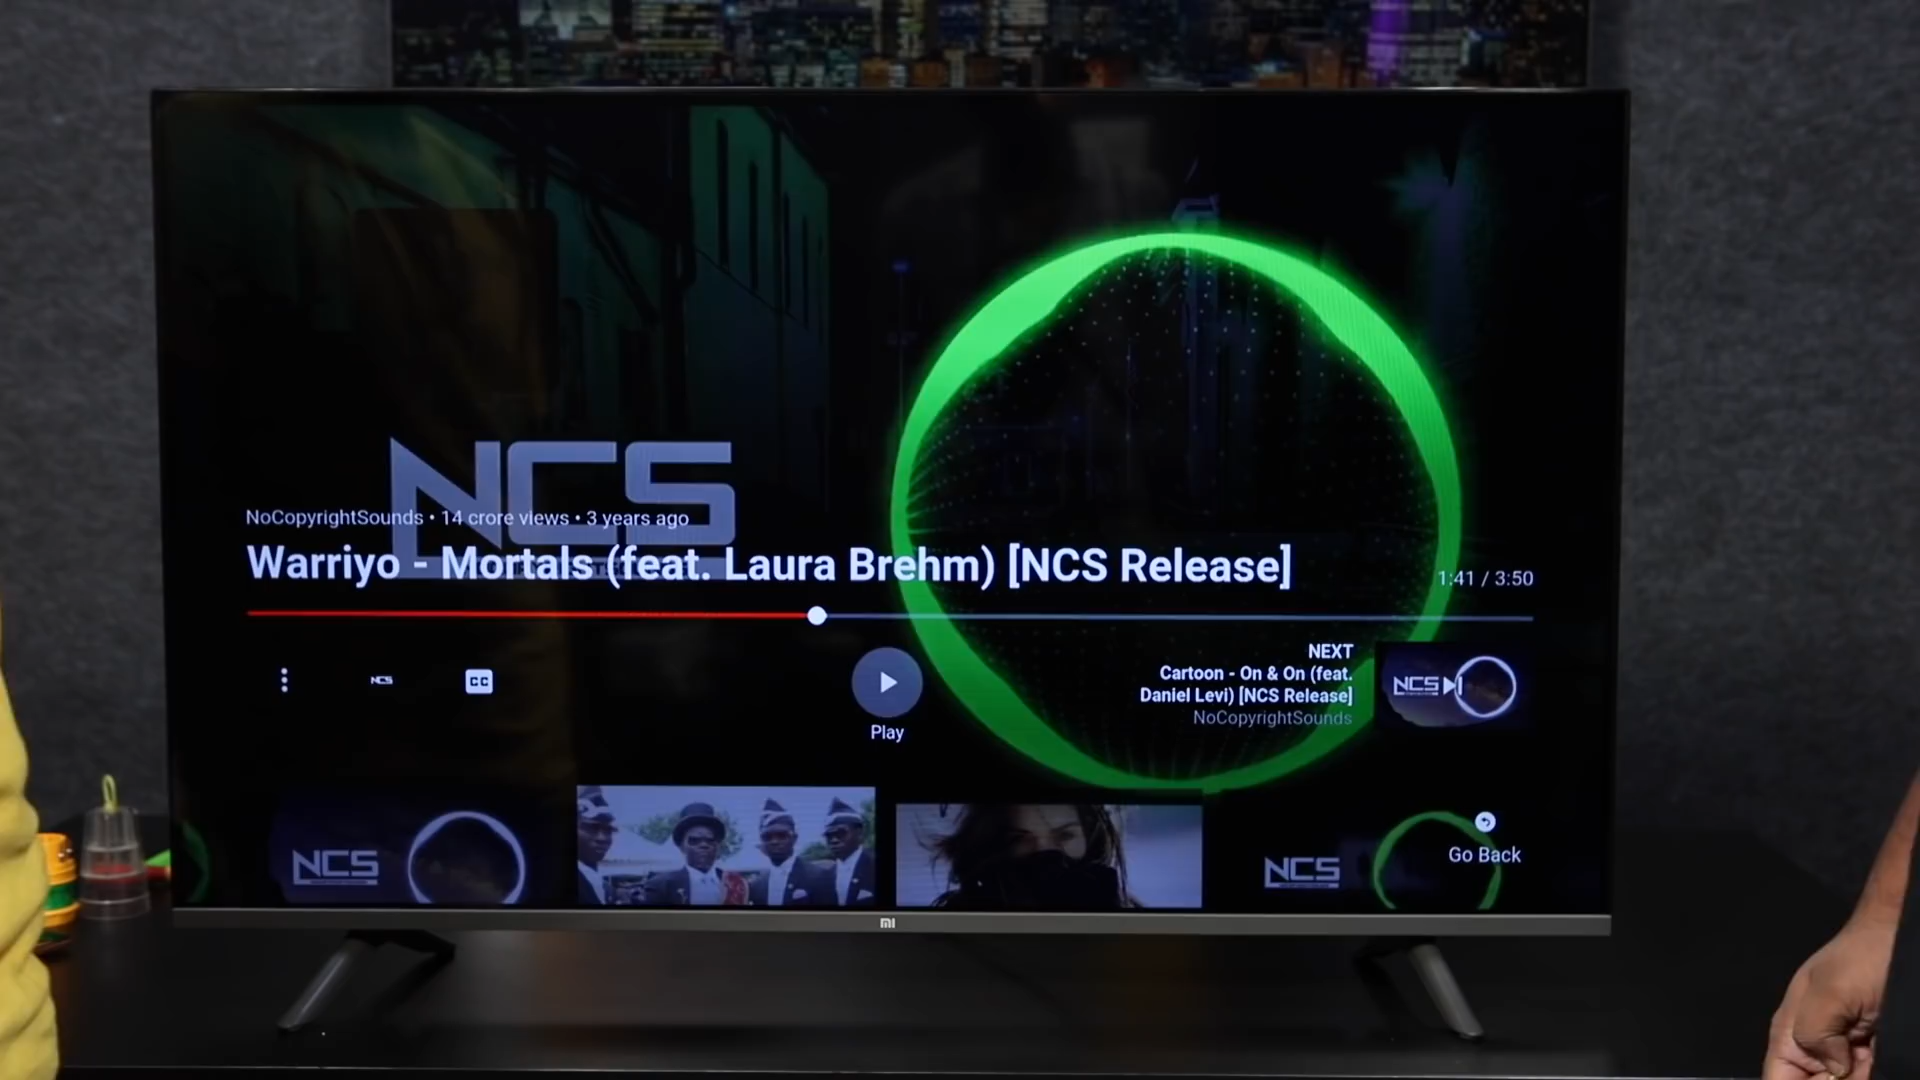 NCS
NoCopyrightSounds • 14 crore views • 3 years ago
Warriyo - Mortals (feat. Laura Brehm) [NCS Release]
1:41 / 3:50
NCS
CC
Play
NEXT
Cartoon - On & On (feat.
Daniel Levi) [NCS Release]
NoCopyrightSounds
NCS
NCS
NCS
Go Back
mi